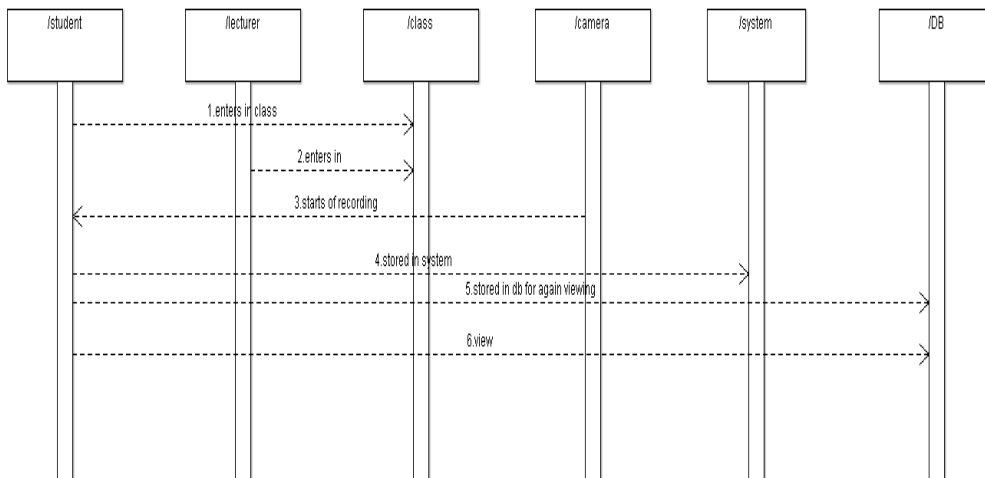 /student
/lecturer
/class
/camera
/system
/DB
1.enters in class
2.enters in
3.starts of recording
4.stored in system
5.stored in db for again viewing
6.view